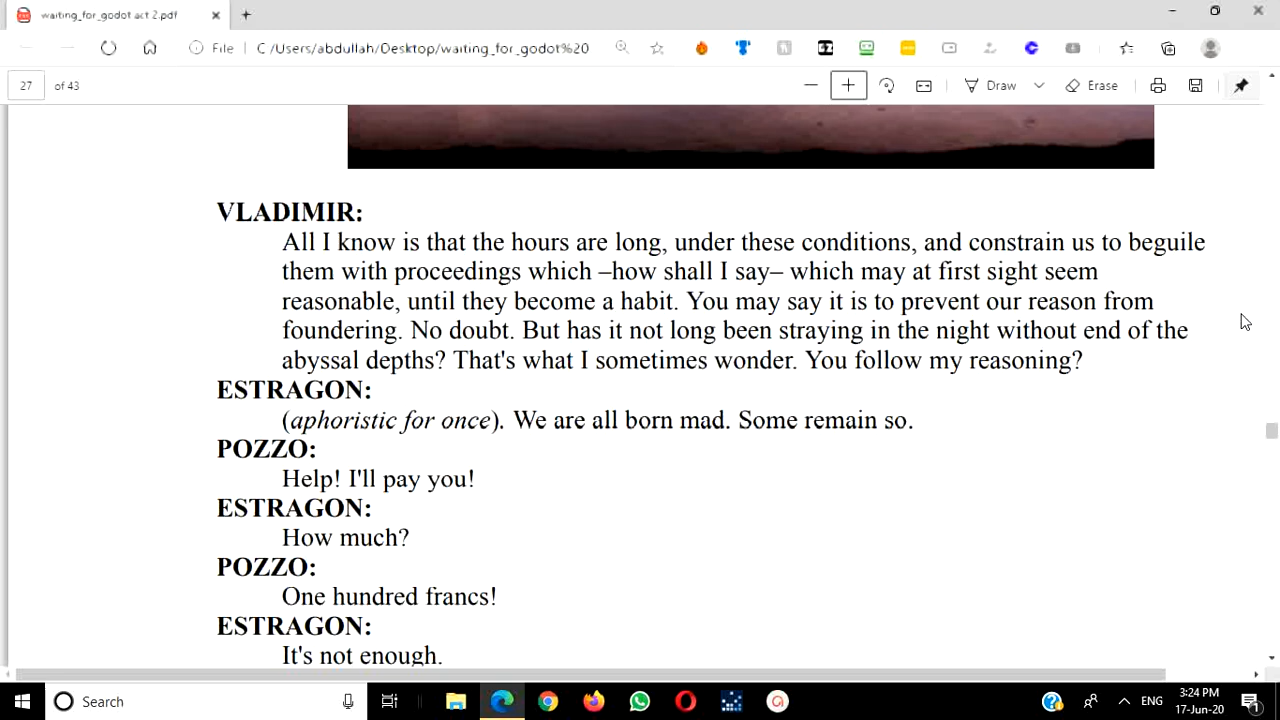 waiting_for_godot act 2.pdf
File C:/Users/abdullah/Desktop/waiting_for_godot%20
27 of 43 Draw Erase
VLADIMIR:
All I know is that the hours are long, under these conditions, and constrain us to beguile
them with proceedings which –how shall I say– which may at first sight seem
reasonable, until they become a habit. You may say it is to prevent our reason from
foundering. No doubt. But has it not long been straying in the night without end of the
abyssal depths? That's what I sometimes wonder. You follow my reasoning?
ESTRAGON:
(aphoristic for once). We are all born mad. Some remain so.
POZZO:
Help! I'll pay you!
ESTRAGON:
How much?
POZZO:
One hundred francs!
ESTRAGON:
It's not enough.
Search ENG 3:24 PM
17-Jun-20